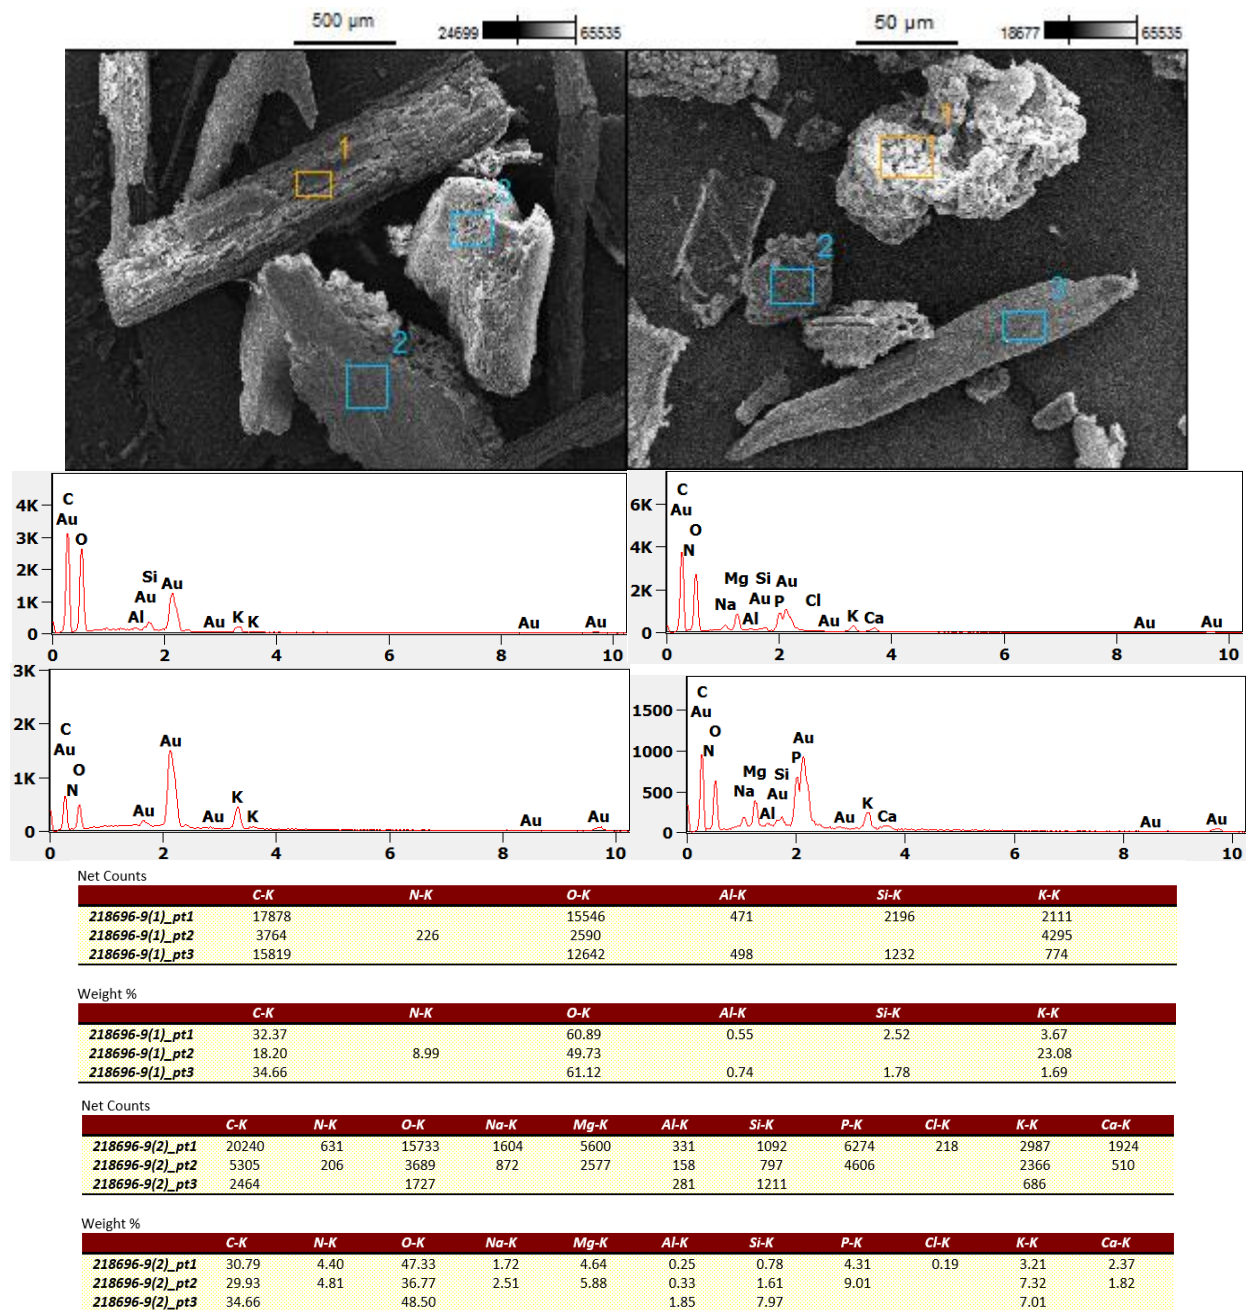 500 µm 24699 65535
50 µm 18677 65535
1
3
2
1
2
3
4K
3K
2K
1K
0
C
Au
O
Si
Au
Al
Au
Au
K
K
Au
Au
0 2 4 6 8 10
6K
4K
2K
0
C
Au
O
N
Mg
Na
Si
Au
Al
Au
P
Cl
Au
K
Ca
Au
Au
0 2 4 6 8 10
3K
2K
1K
0
C
Au
O
N
Au
Au
Au
K
K
Au
Au
0 2 4 6 8 10
1500
1000
500
0
C
Au
O
N
Mg
Na
Si
Au
Al
Au
P
Au
K
Ca
Au
Au
0 2 4 6 8 10
Net Counts
C-K N-K O-K Al-K Si-K K-K
218696-9(1)_pt1 17878 15546 471 2196 2111
218696-9(1)_pt2 3764 226 2590 4295
218696-9(1)_pt3 15819 12642 498 1232 774
Weight %
C-K N-K O-K Al-K Si-K K-K
218696-9(1)_pt1 32.37 60.89 0.55 2.52 3.67
218696-9(1)_pt2 18.20 8.99 49.73 23.08
218696-9(1)_pt3 34.66 61.12 0.74 1.78 1.69
Net Counts
C-K N-K O-K Na-K Mg-K Al-K Si-K P-K Cl-K K-K Ca-K
218696-9(2)_pt1 20240 631 15733 1604 5600 331 1092 6274 218 2987 1924
218696-9(2)_pt2 5305 206 3689 872 2577 158 797 4606 2366 510
218696-9(2)_pt3 2464 1727 281 1211 686
Weight %
C-K N-K O-K Na-K Mg-K Al-K Si-K P-K Cl-K K-K Ca-K
218696-9(2)_pt1 30.79 4.40 47.33 1.72 4.64 0.25 0.78 4.31 0.19 3.21 2.37
218696-9(2)_pt2 29.93 4.81 36.77 2.51 5.88 0.33 1.61 9.01 7.32 1.82
218696-9(2)_pt3 34.66 48.50 1.85 7.97 7.01